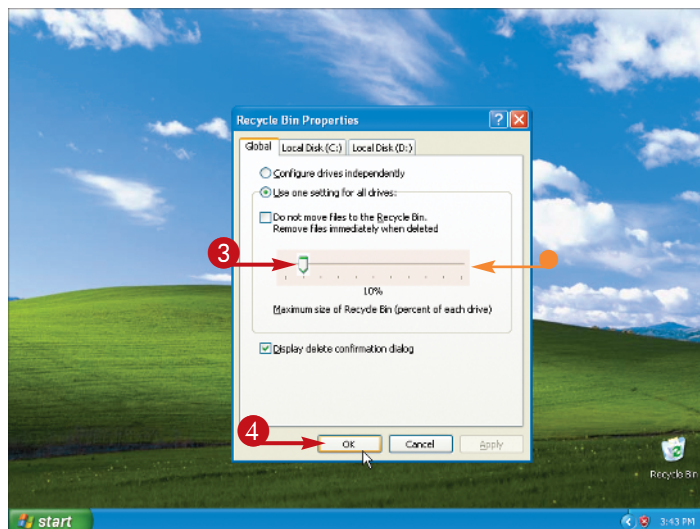 Recycle Bin Properties
Global Local Disk (C:) Local Disk (D:)
Configure drives independently
Use one setting for all drives:
Do not move files to the Recycle Bin.
Remove files immediately when deleted
3
10%
Maximum size of Recycle Bin (percent of each drive)
Display delete confirmation dialog
4
OK Cancel Apply
Recycle Bin
start 3:43 PM